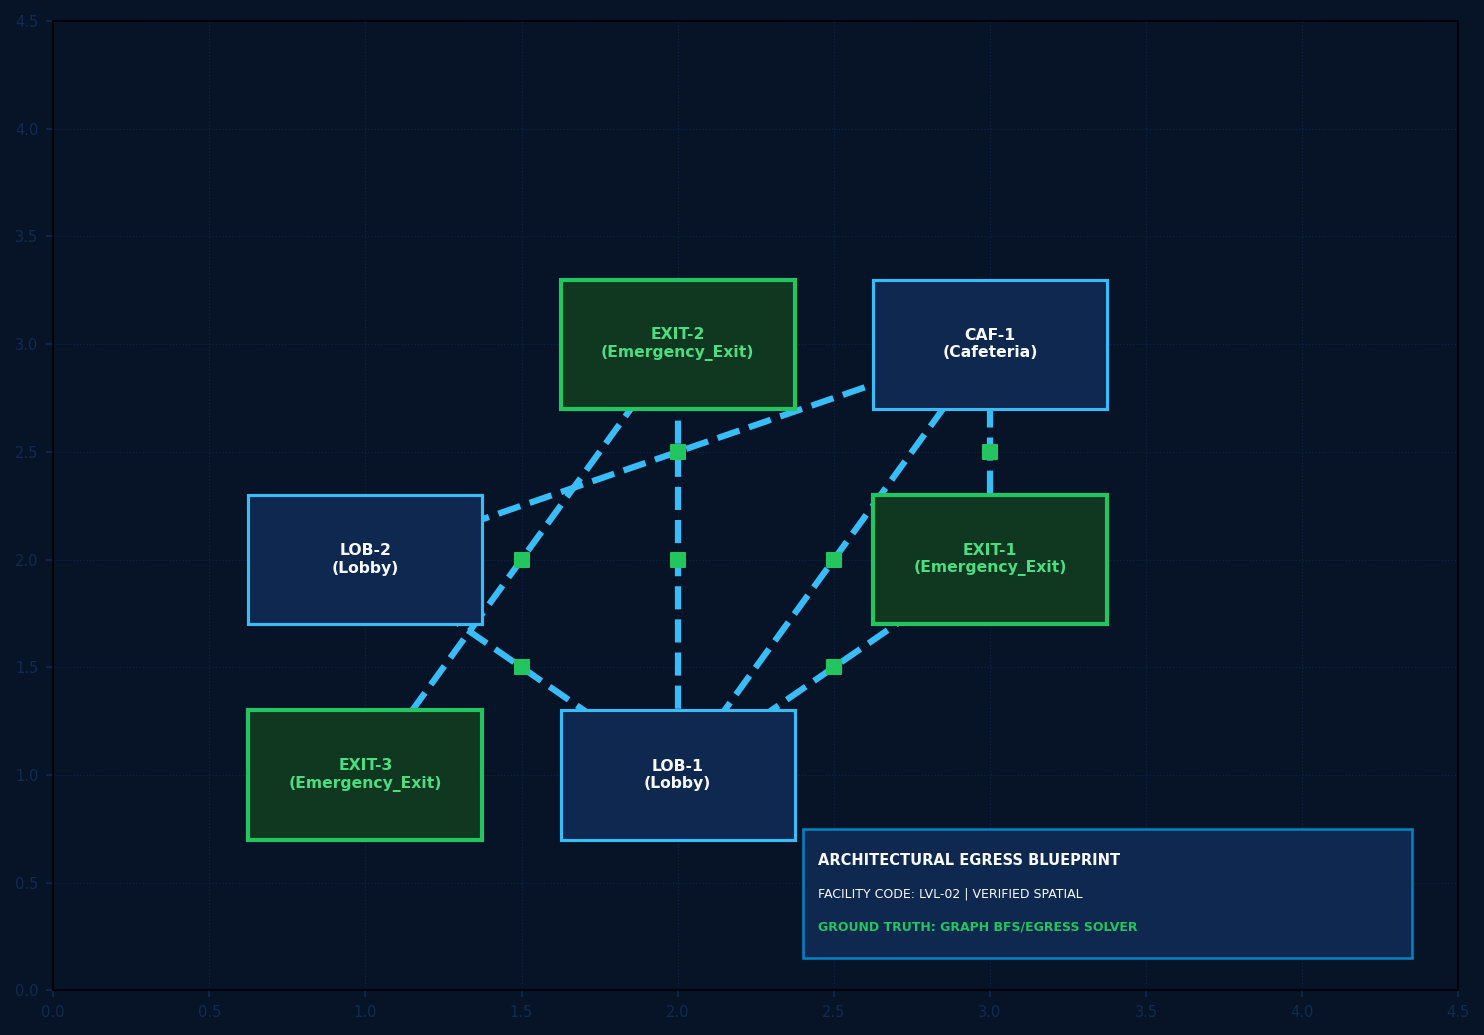 4.5
4.0
3.5
3.0
2.5
2.0
1.5
1.0
0.5
0.0
EXIT-2
(Emergency_Exit)
CAF-1
(Cafeteria)
LOB-2
(Lobby)
EXIT-1
(Emergency_Exit)
EXIT-3
(Emergency_Exit)
LOB-1
(Lobby)
ARCHITECTURAL EGRESS BLUEPRINT
FACILITY CODE: LVL-02 | VERIFIED SPATIAL
GROUND TRUTH: GRAPH BFS/EGRESS SOLVER
0.0 0.5 1.0 1.5 2.0 2.5 3.0 3.5 4.0 4.5